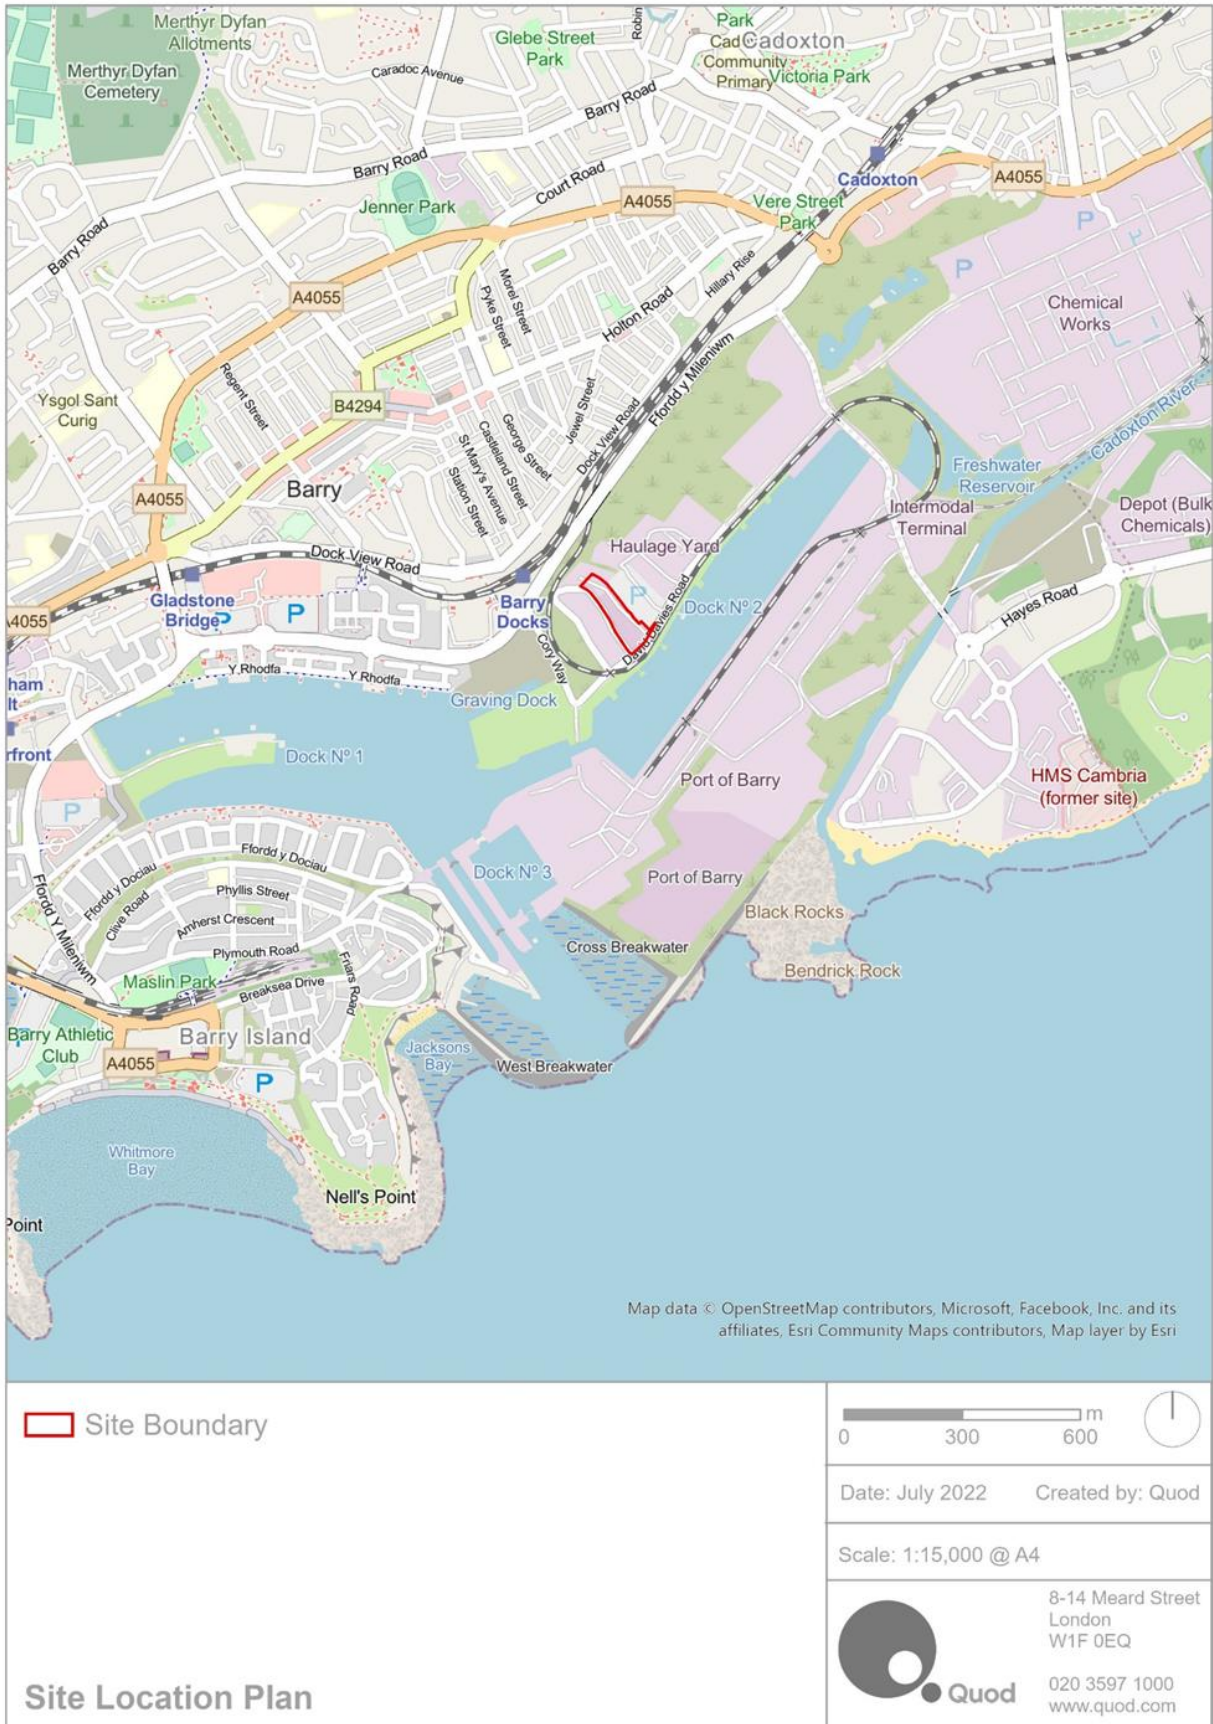 Merthyr Dyfan
Allotments
Merthyr Dyfan
Cemetery
Glebe Street
Park
Robin
Park
Cad
Cadoxton
Community
Primary
Victoria Park
Caradoc Avenue
Barry Road
Barry Road
Court Road
Cadoxton
A4055
A4055
Jenner Park
Vere Street
Park
Barry Road
P
P
A4055
Morel Street
Pyke Street
Hillary Rise
Holton Road
Chemical
Works
Regent Street
Ysgol Sant
Curig
B4294
Jewel Street
Dock View Road
Ffordd y Mileniwm
George Street
Castleland Street
St Mary's Avenue
Station Street
Cadoxton River
Freshwater
Reservoir
Barry
A4055
Intermodal
Terminal
Depot (Bulk
Chemicals)
Dock View Road
Haulage Yard
P
Dock Nº 2
David Davies Road
Gladstone
Bridge
P
P
Barry
Docks
Hayes Road
A4055
Cory Way
Y Rhodfa
Y Rhodfa
Graving Dock
ham
lt
rfront
Dock Nº 1
Port of Barry
HMS Cambria
(former site)
P
Ffordd y Dociau
Dock Nº 3
Port of Barry
Ffordd y Dociau
Clive Road
Phyllis Street
Amherst Crescent
Plymouth Road
Black Rocks
Ffordd Y Mileniwm
Cross Breakwater
Bendrick Rock
Maslin Park
Breaksea Drive
Friars Road
Barry Athletic
Club
Barry Island
A4055
P
Jacksons
Bay
West Breakwater
Whitmore
Bay
Nell's Point
Point
Map data © OpenStreetMap contributors, Microsoft, Facebook, Inc. and its
affiliates, Esri Community Maps contributors, Map layer by Esri
Site Boundary
m
0 300 600
Date: July 2022 Created by: Quod
Scale: 1:15,000 @ A4
8-14 Meard Street
London
W1F 0EQ
Quod
020 3597 1000
www.quod.com
Site Location Plan